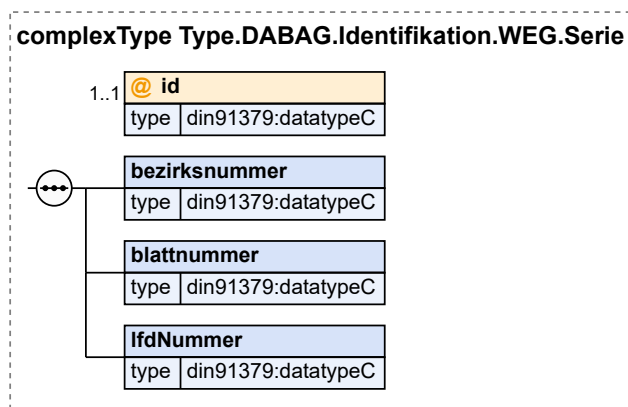 complexType Type.DABAG.Identifikation.WEG.Serie
1..1 @ id
type din91379:datatypeC
bezirksnummer
type din91379:datatypeC
blattnummer
type din91379:datatypeC
lfdNummer
type din91379:datatypeC